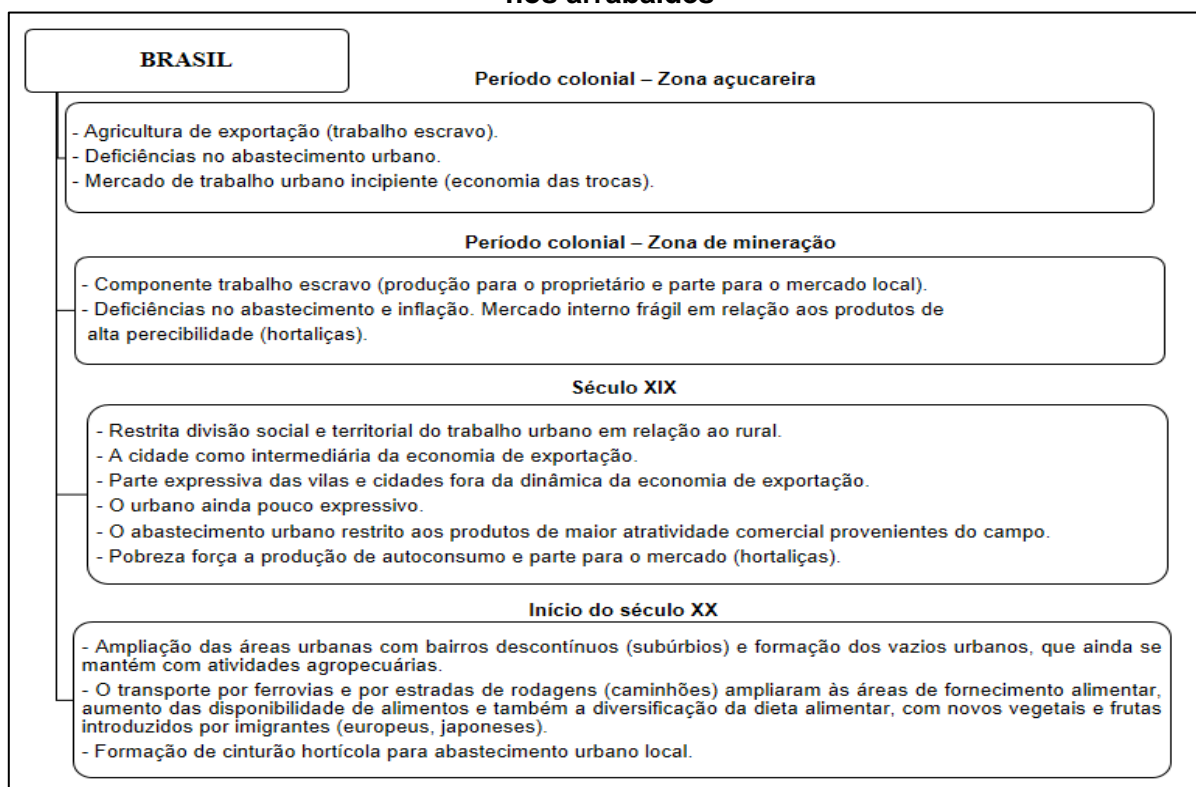 nos arrabaldes
BRASIL
Período colonial – Zona açucareira
- Agricultura de exportação (trabalho escravo).
- Deficiências no abastecimento urbano.
- Mercado de trabalho urbano incipiente (economia das trocas).
Período colonial – Zona de mineração
- Componente trabalho escravo (produção para o proprietário e parte para o mercado local).
- Deficiências no abastecimento e inflação. Mercado interno frágil em relação aos produtos de
alta perecibilidade (hortaliças).
Século XIX
- Restrita divisão social e territorial do trabalho urbano em relação ao rural.
- A cidade como intermediária da economia de exportação.
- Parte expressiva das vilas e cidades fora da dinâmica da economia de exportação.
- O urbano ainda pouco expressivo.
- O abastecimento urbano restrito aos produtos de maior atratividade comercial provenientes do campo.
- Pobreza força a produção de autoconsumo e parte para o mercado (hortaliças).
Início do século XX
- Ampliação das áreas urbanas com bairros descontínuos (subúrbios) e formação dos vazios urbanos, que ainda se
mantém com atividades agropecuárias.
- O transporte por ferrovias e por estradas de rodagens (caminhões) ampliaram às áreas de fornecimento alimentar,
aumento das disponibilidade de alimentos e também a diversificação da dieta alimentar, com novos vegetais e frutas
introduzidos por imigrantes (europeus, japoneses).
- Formação de cinturão hortícola para abastecimento urbano local.